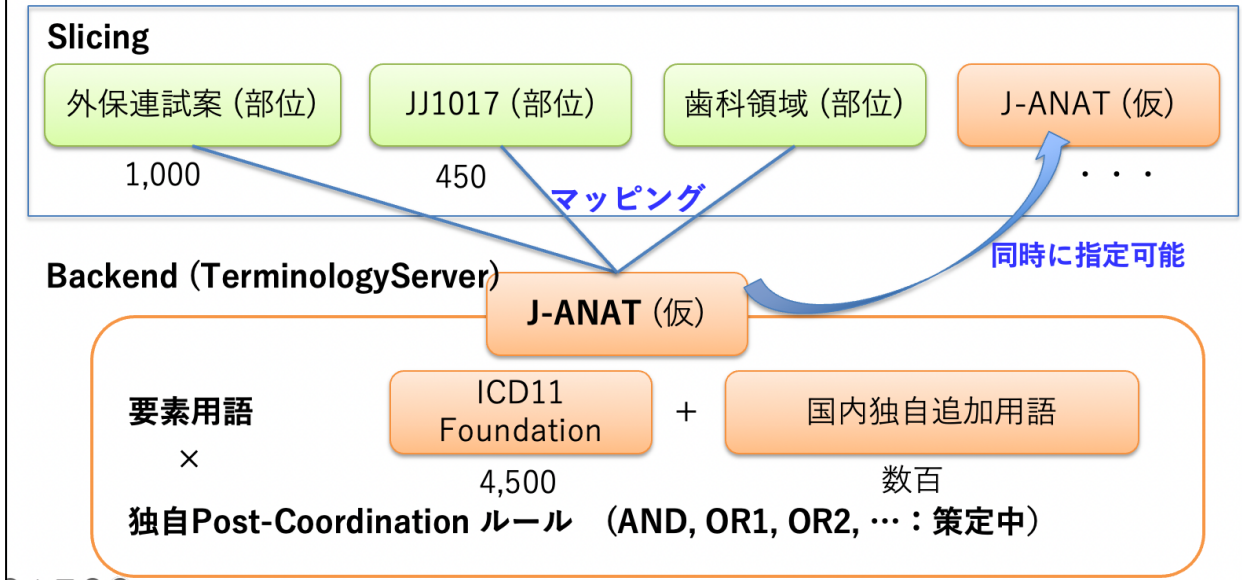 Slicing
外保連試案（部位）
JJ1017（部位）
歯科領域（部位）
J-ANAT（仮）
1,000
450
・・・
マッピング
同時に指定可能
Backend (TerminologyServer)
J-ANAT（仮）
要素用語
ICD11
Foundation
+
国内独自追加用語
×
4,500
数百
独自Post-Coordination ルール （AND, OR1, OR2, …：策定中）